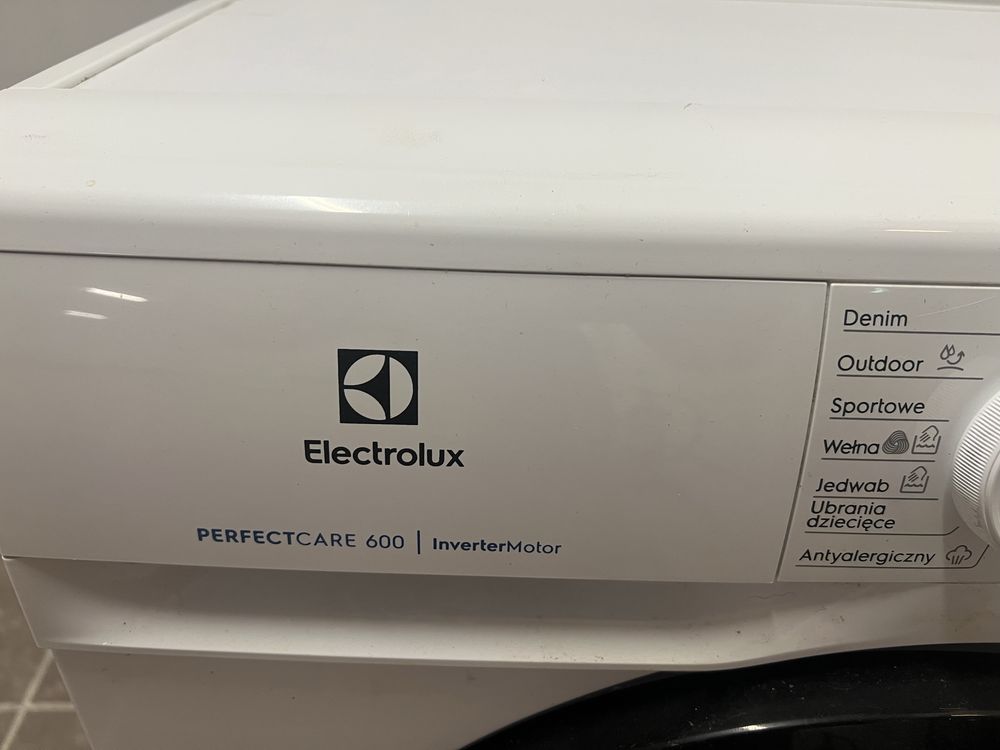 Electrolux
PERFECTCARE 600 | InverterMotor
Denim
Outdoor
Sportowe
Wełna
Jedwab
Ubrania
dziecięce
Antyalergiczny